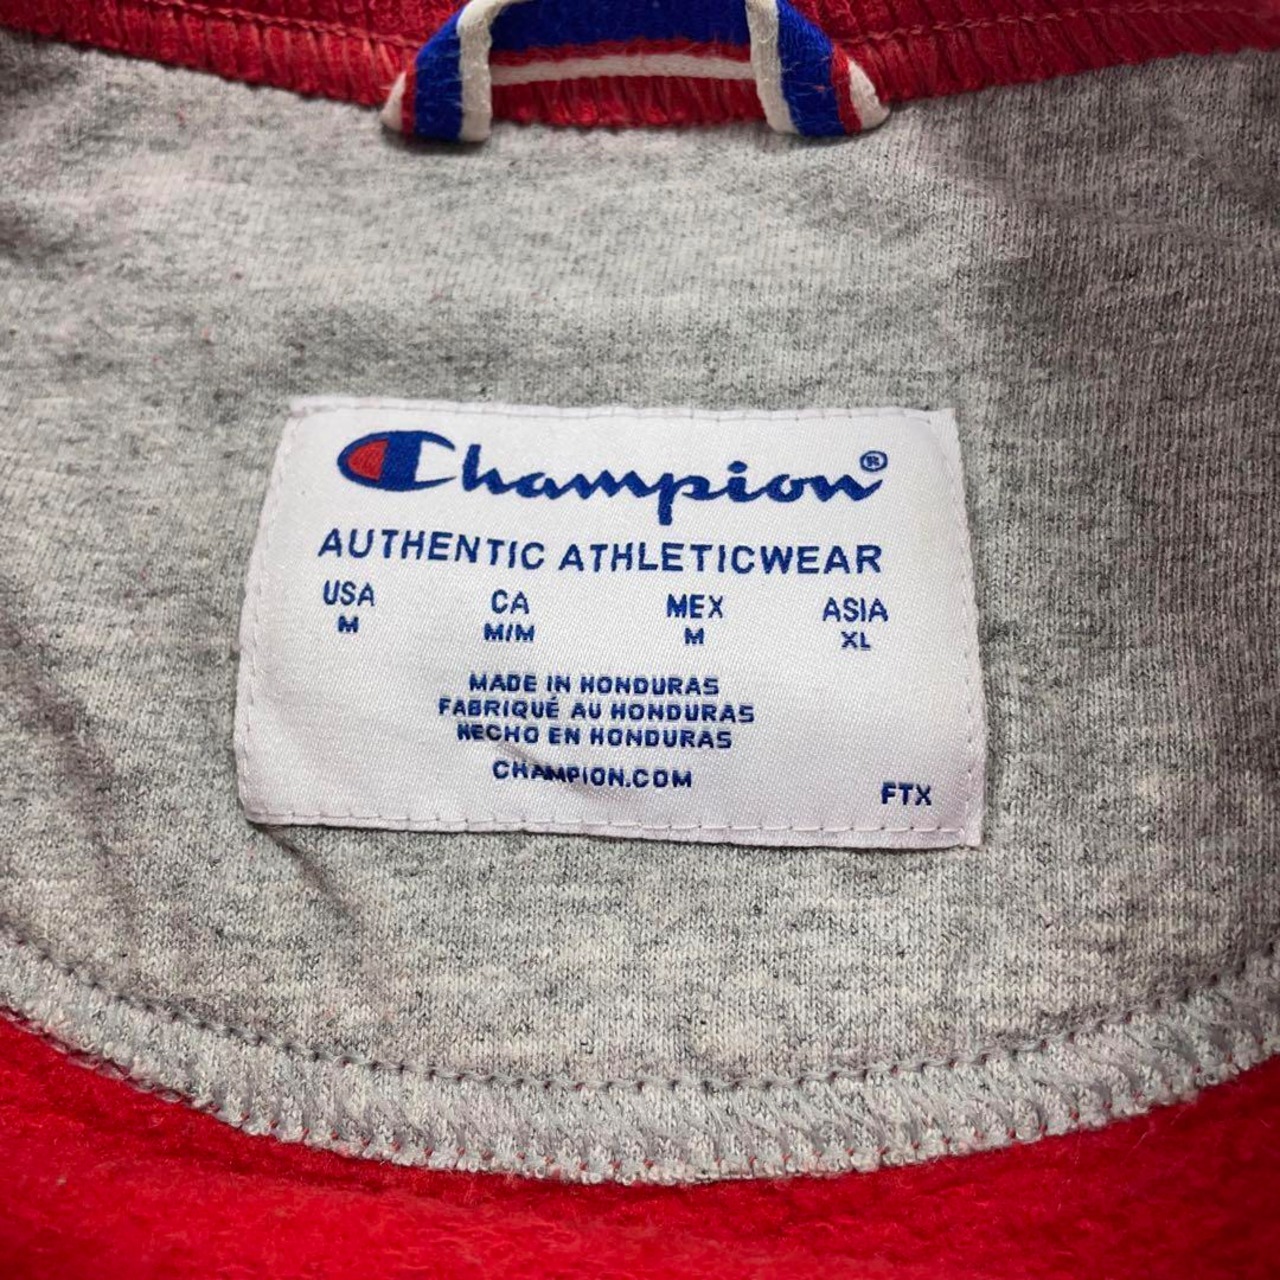 Champion®
AUTHENTIC ATHLETICWEAR
USA CA MEX ASIA
M M/M M XL
MADE IN HONDURAS
FABRIQUÉ AU HONDURAS
HECHO EN HONDURAS
CHAMPION.COM
FTX